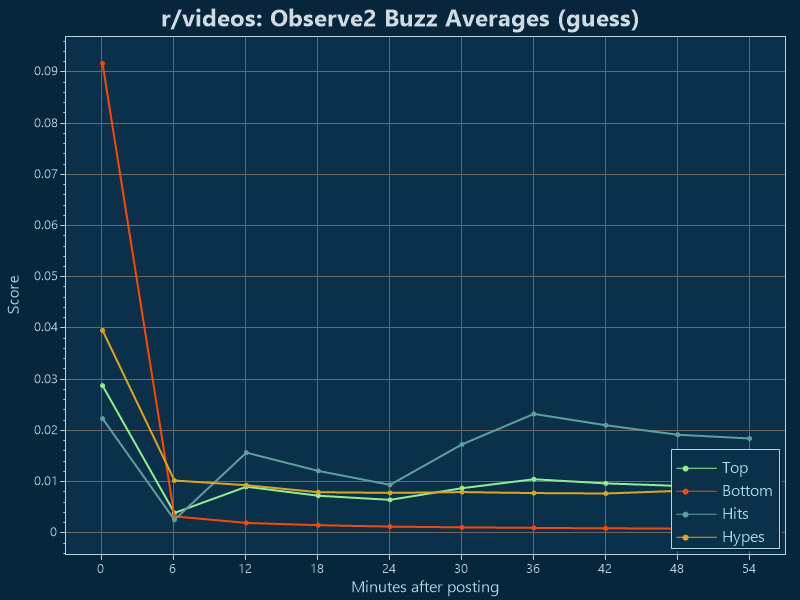 r/videos: Observe2 Buzz Averages (guess)
0.09
0.08
0.07
0.06
0.05
0.04
0.03
0.02
0.01
0
Score
Top
Bottom
Hits
Hypes
0 6 12 18 24 30 36 42 48 54
Minutes after posting